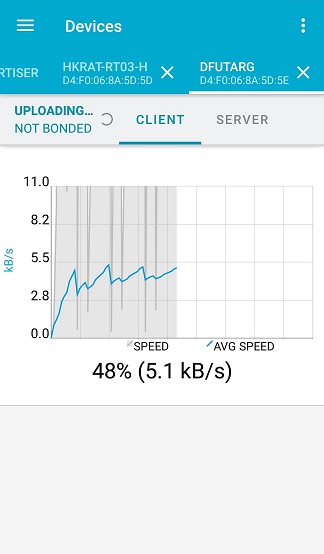 Devices
RTISER
HKRAT-RT03-H
D4:F0:06:8A:5D:5D
DFUTARG
D4:F0:06:8A:5D:5E
UPLOADING...
NOT BONDED
CLIENT
SERVER
11.0
8.2
5.5
2.8
0.0
kB/s
SPEED
AVG SPEED
48% (5.1 kB/s)